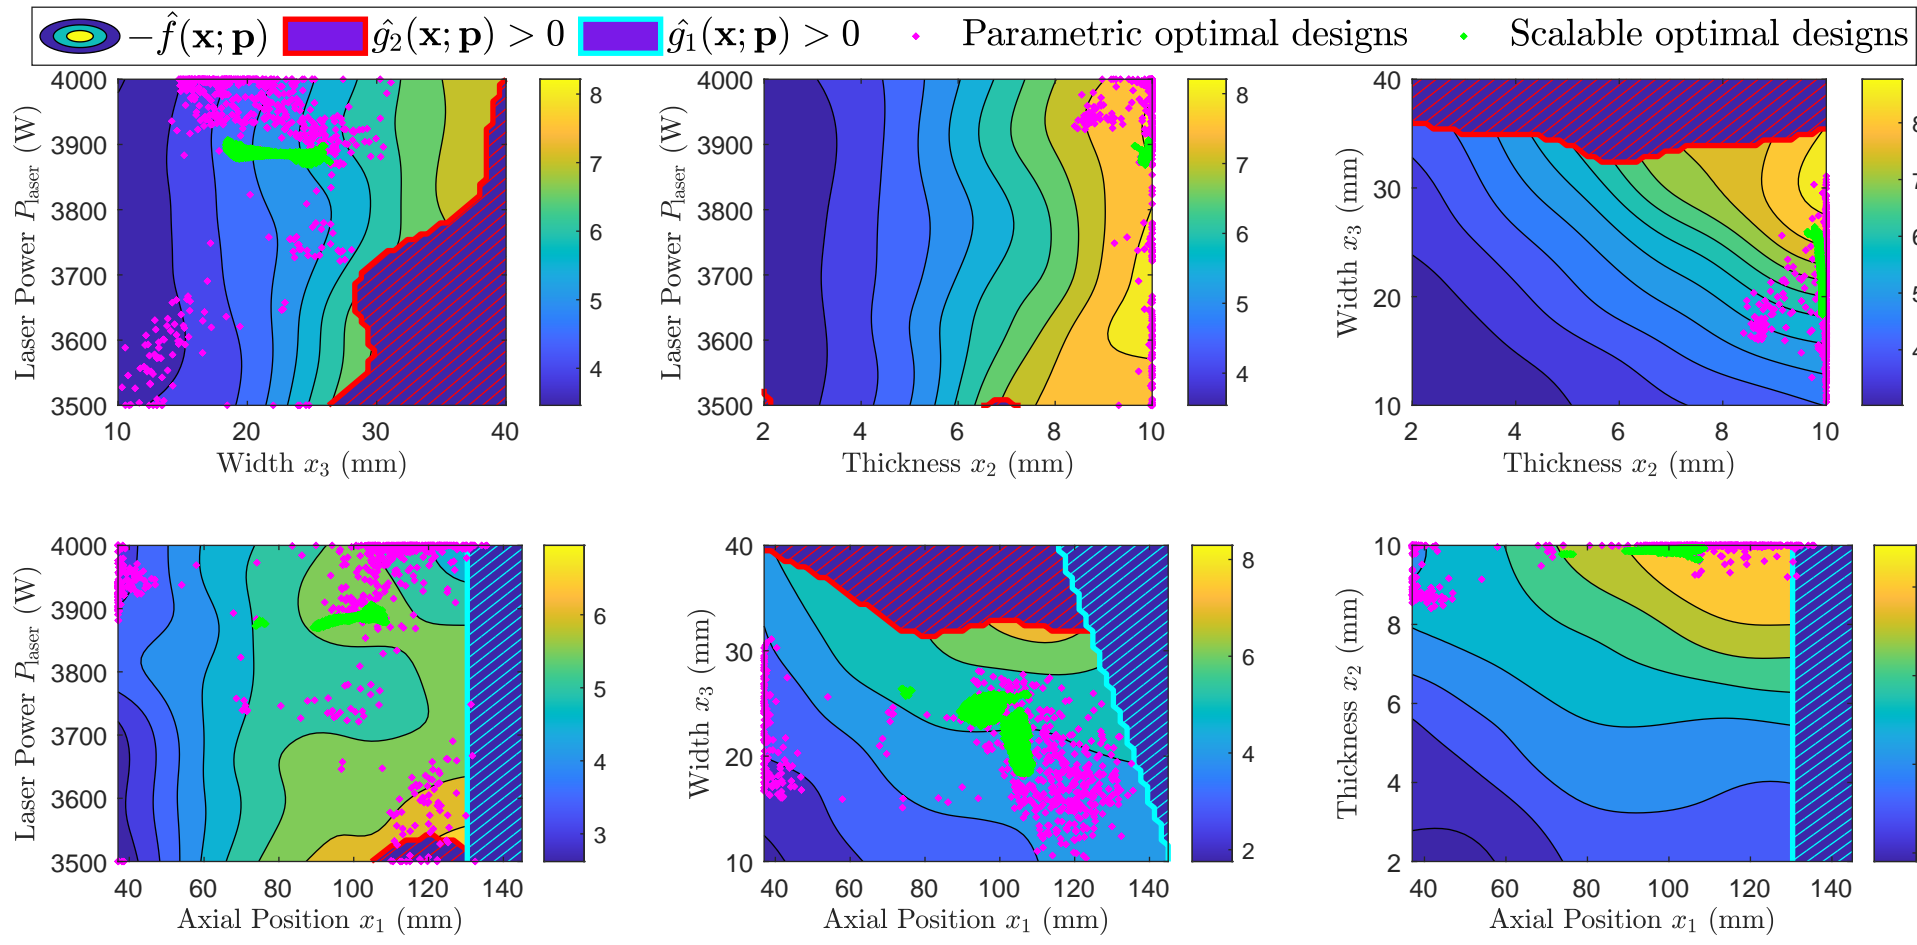 −f̂(x; p) ĝ₂(x; p) > 0 ĝ₁(x; p) > 0 Parametric optimal designs Scalable optimal designs
4000
3900
3800
3700
3600
3500
Laser Power P_laser (W)
10 20 30 40
Width x₃ (mm)
8
7
6
5
4
4000
3900
3800
3700
3600
3500
Laser Power P_laser (W)
2 4 6 8 10
Thickness x₂ (mm)
8
7
6
5
4
40
30
20
10
Width x₃ (mm)
2 4 6 8 10
Thickness x₂ (mm)
4000
3900
3800
3700
3600
3500
Laser Power P_laser (W)
40 60 80 100 120 140
Axial Position x₁ (mm)
6
5
4
3
40
30
20
10
Width x₃ (mm)
40 60 80 100 120 140
Axial Position x₁ (mm)
8
6
4
2
10
8
6
4
2
Thickness x₂ (mm)
40 60 80 100 120 140
Axial Position x₁ (mm)